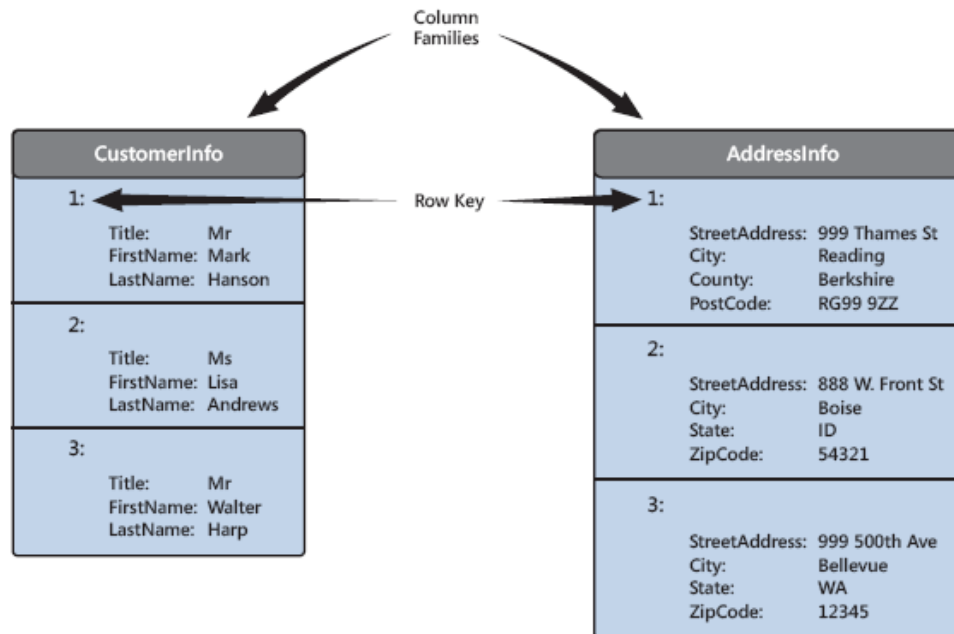 Column
Families
CustomerInfo
1:
Title: Mr
FirstName: Mark
LastName: Hanson
2:
Title: Ms
FirstName: Lisa
LastName: Andrews
3:
Title: Mr
FirstName: Walter
LastName: Harp
Row Key
AddressInfo
1:
StreetAddress: 999 Thames St
City: Reading
County: Berkshire
PostCode: RG99 9ZZ
2:
StreetAddress: 888 W. Front St
City: Boise
State: ID
ZipCode: 54321
3:
StreetAddress: 999 500th Ave
City: Bellevue
State: WA
ZipCode: 12345